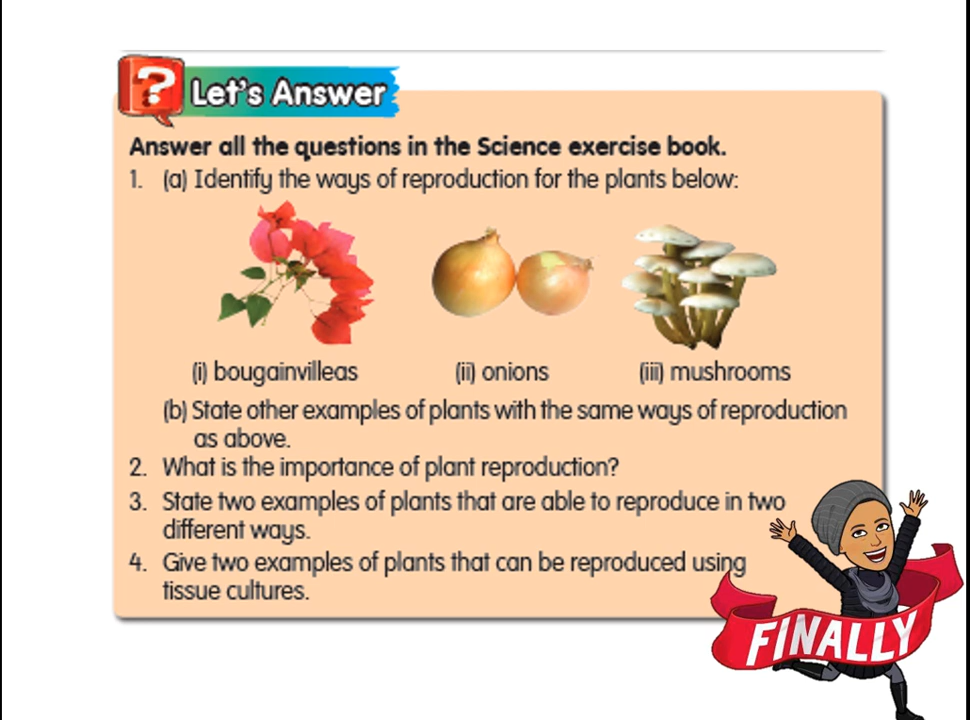 ?
Let's Answer
Answer all the questions in the Science exercise book.
1. (a) Identify the ways of reproduction for the plants below:
(i) bougainvilleas (ii) onions (iii) mushrooms
(b) State other examples of plants with the same ways of reproduction
as above.
2. What is the importance of plant reproduction?
3. State two examples of plants that are able to reproduce in two
different ways.
4. Give two examples of plants that can be reproduced using
tissue cultures.
FINALLY